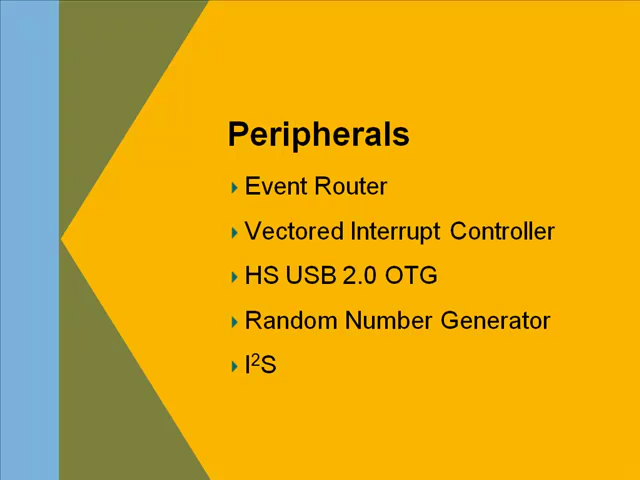 Peripherals
Event Router
Vectored Interrupt Controller
HS USB 2.0 OTG
Random Number Generator
I²S